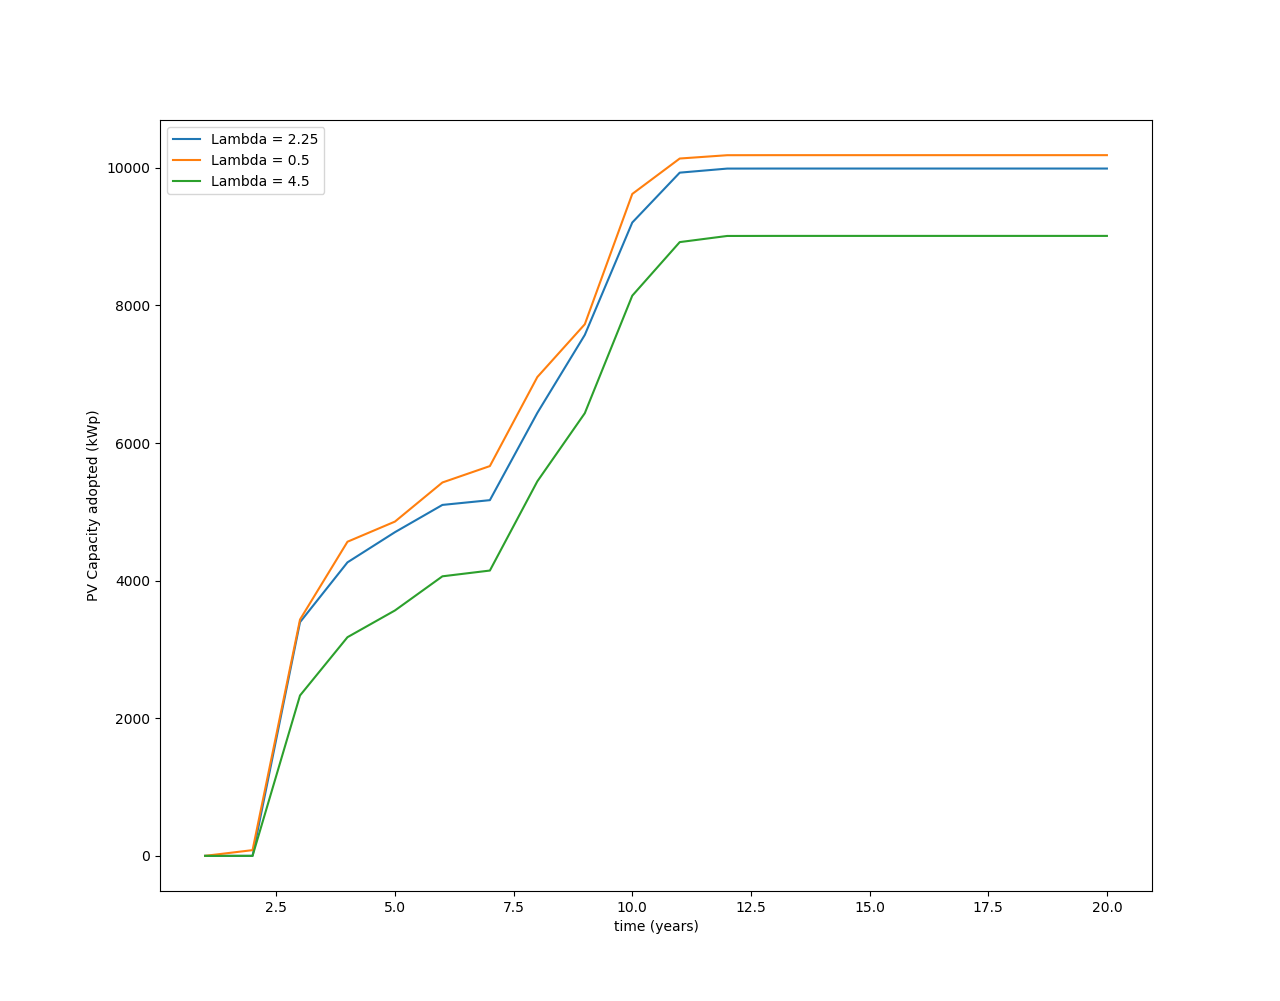 Lambda = 2.25
Lambda = 0.5
Lambda = 4.5
10000
8000
6000
4000
2000
0
PV Capacity adopted (kWp)
2.5 5.0 7.5 10.0 12.5 15.0 17.5 20.0
time (years)